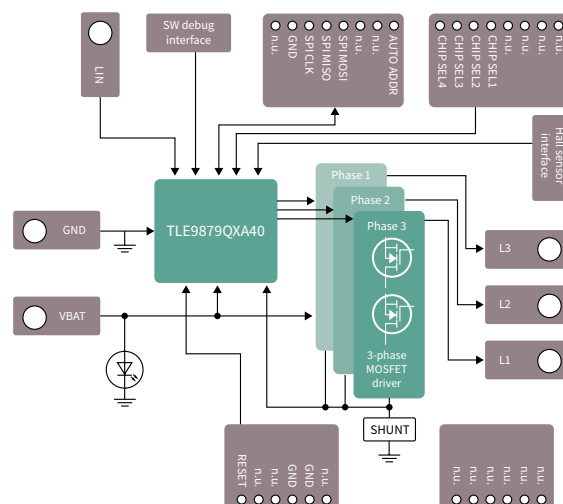 LIN
SW debug
interface
n.u.
GND
SPI CLK
SPI MISO
SPI MOSI
n.u.
n.u.
AUTO ADDR
CHIP SEL4
CHIP SEL3
CHIP SEL2
CHIP SEL1
n.u.
n.u.
n.u.
n.u.
Hall sensor
interface
Phase 1
Phase 2
Phase 3
TLE9879QXA40
GND
VBAT
L3
L2
L1
3-phase
MOSFET
driver
SHUNT
RESET
n.u.
n.u.
GND
GND
n.u.
n.u.
n.u.
n.u.
n.u.
n.u.